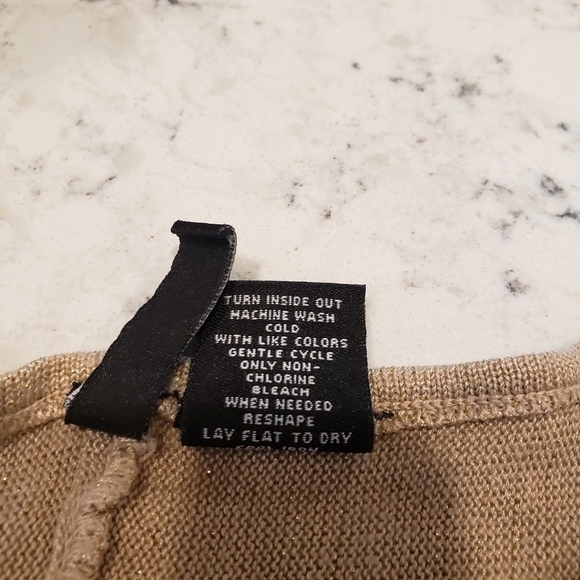 TURN INSIDE OUT
MACHINE WASH
COLD
WITH LIKE COLORS
GENTLE CYCLE
ONLY NON-
CHLORINE
BLEACH
WHEN NEEDED
RESHAPE
LAY FLAT TO DRY